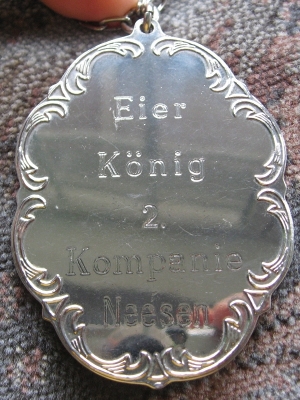 Eier
König
2.
Kompanie
Neesen